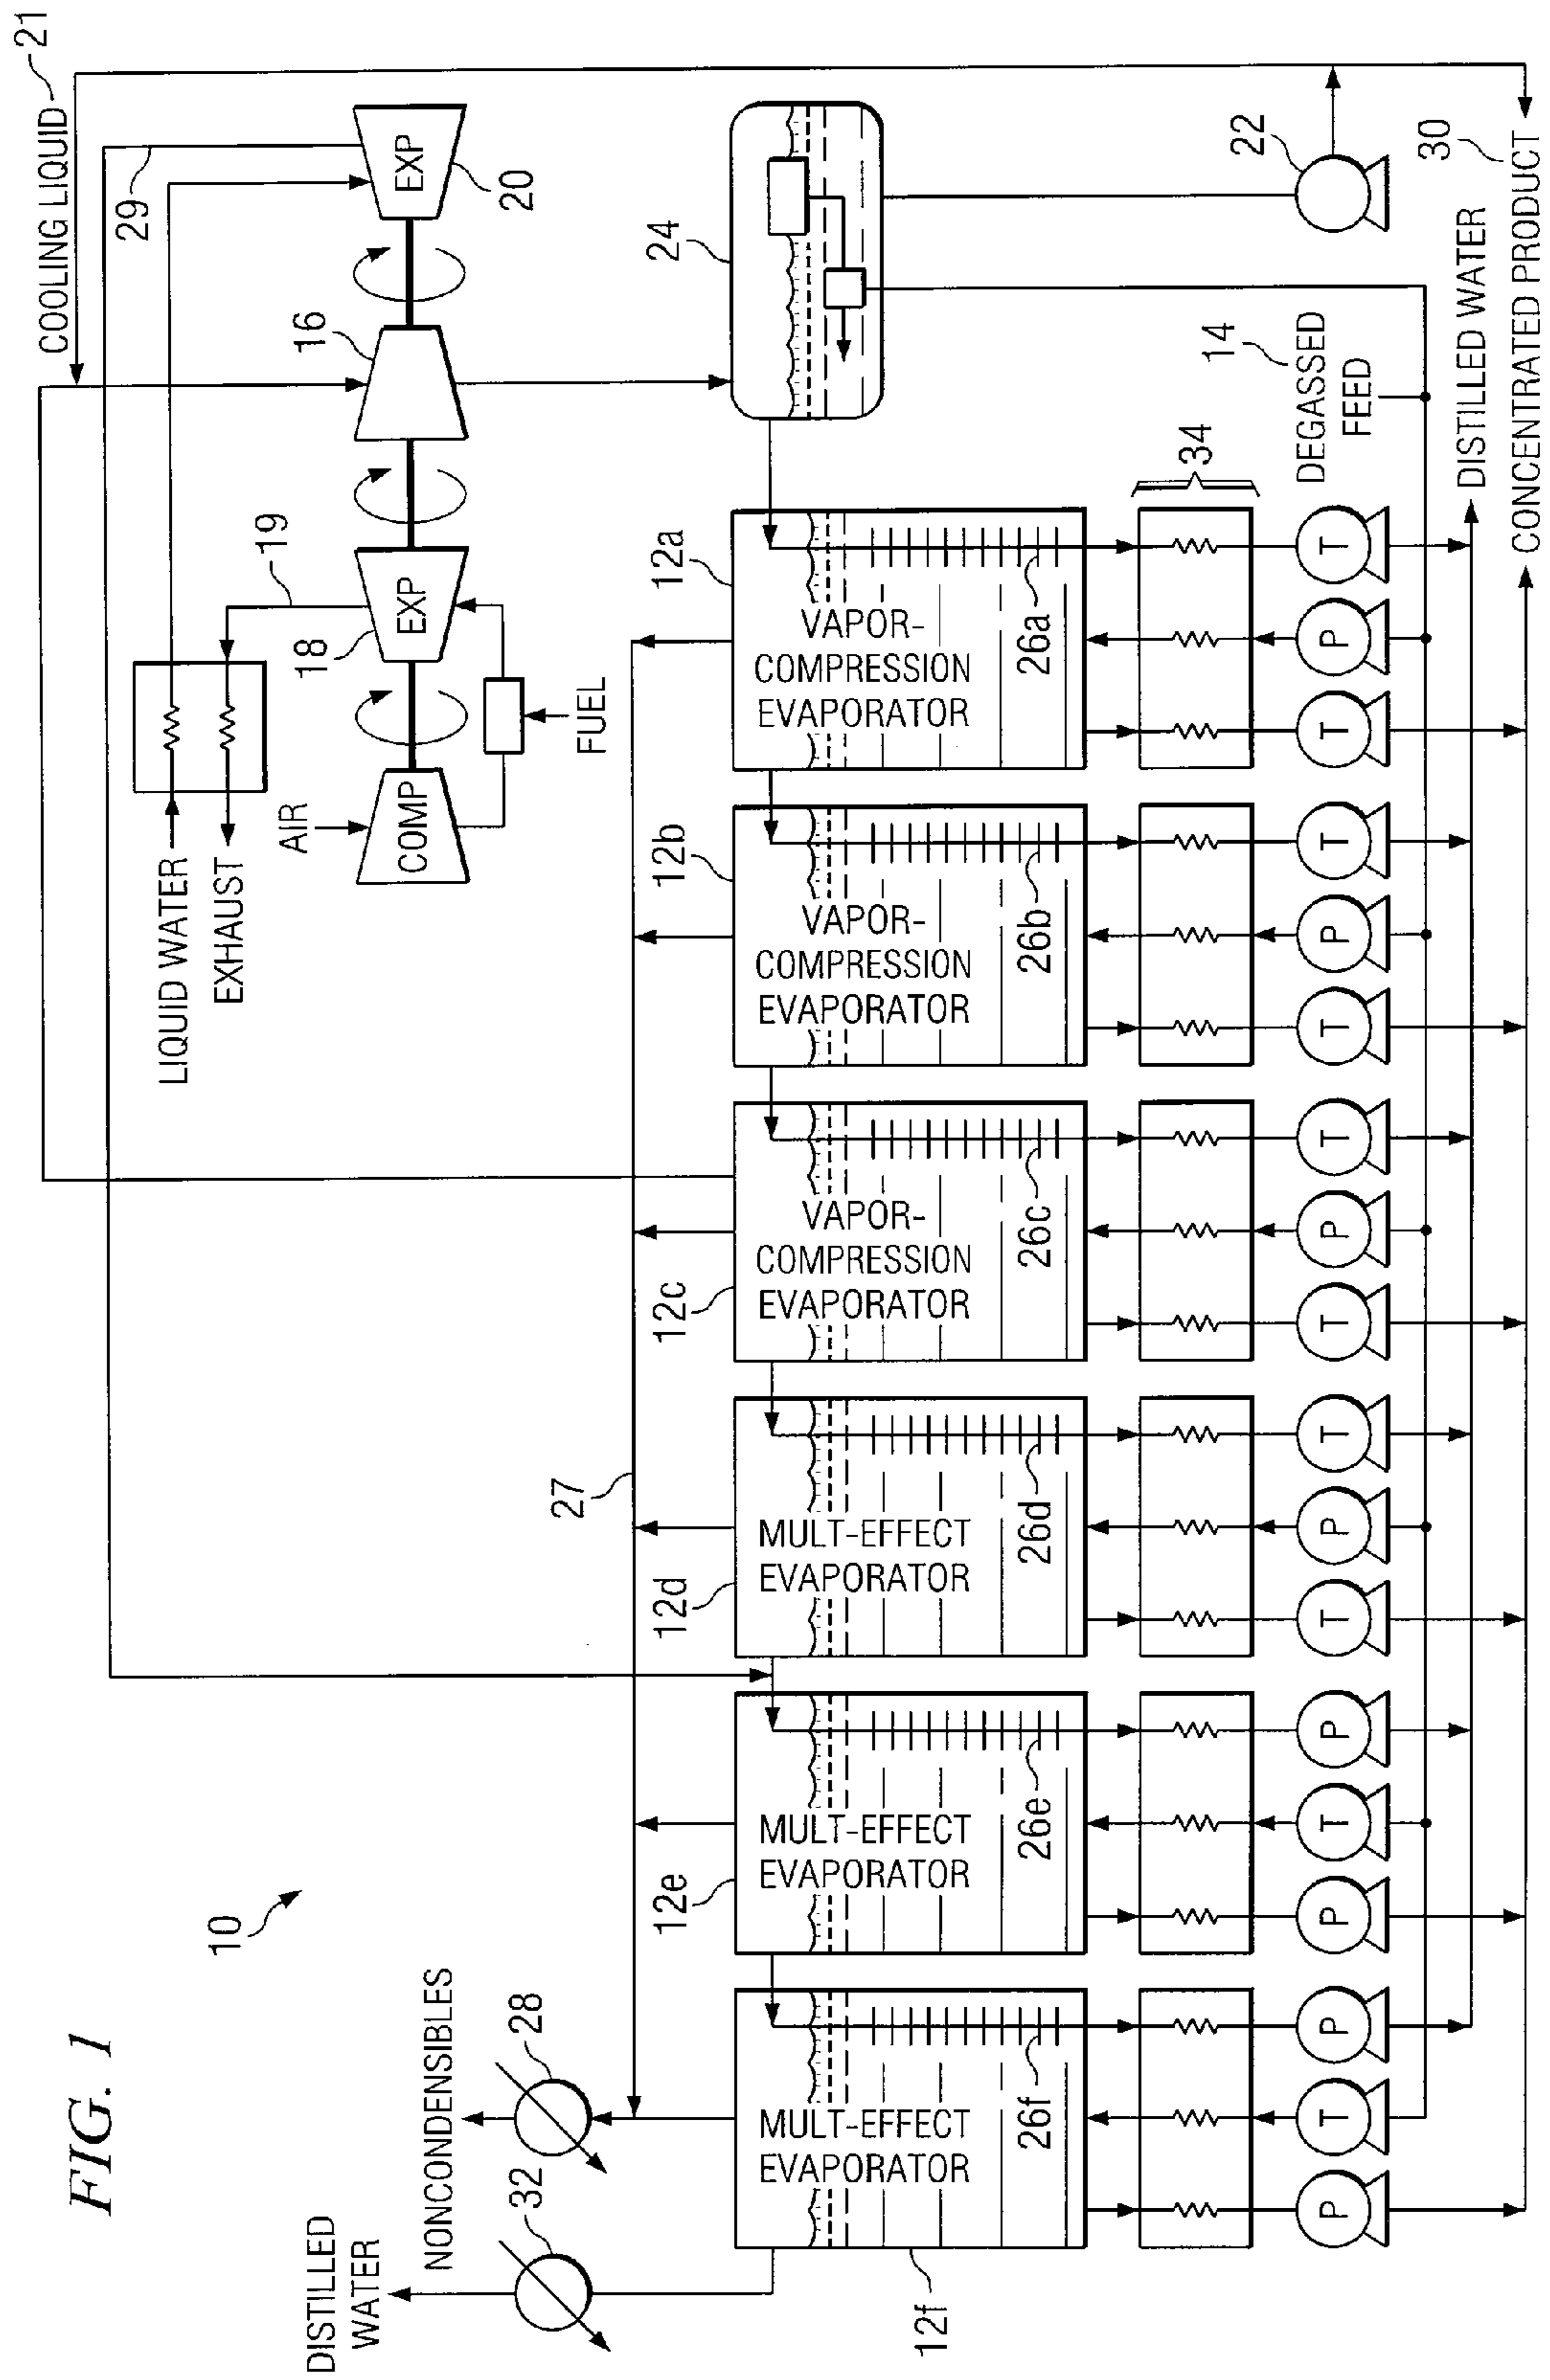 FIG. 1
10
DISTILLED
WATER
32
NONCONDENSIBLES
28
27
LIQUID WATER
EXHAUST
AIR
COMP
FUEL
18
EXP
19
16
EXP
20
29
COOLING LIQUID
21
24
22
12f
MULT-EFFECT
EVAPORATOR
26f
12e
MULT-EFFECT
EVAPORATOR
26e
12d
MULT-EFFECT
EVAPORATOR
26d
12c
VAPOR-
COMPRESSION
EVAPORATOR
26c
12b
VAPOR-
COMPRESSION
EVAPORATOR
26b
12a
VAPOR-
COMPRESSION
EVAPORATOR
26a
34
14
DEGASSED
FEED
P
T
P
P
T
P
T
P
T
T
P
T
T
P
T
T
P
T
DISTILLED WATER
CONCENTRATED PRODUCT
30